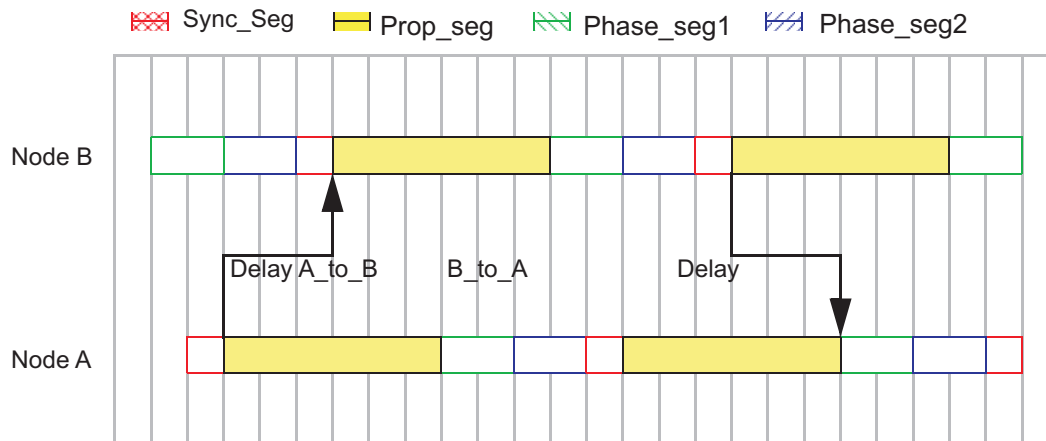 Sync_Seg Prop_seg Phase_seg1 Phase_seg2
Node B
Delay A_to_B B_to_A Delay
Node A